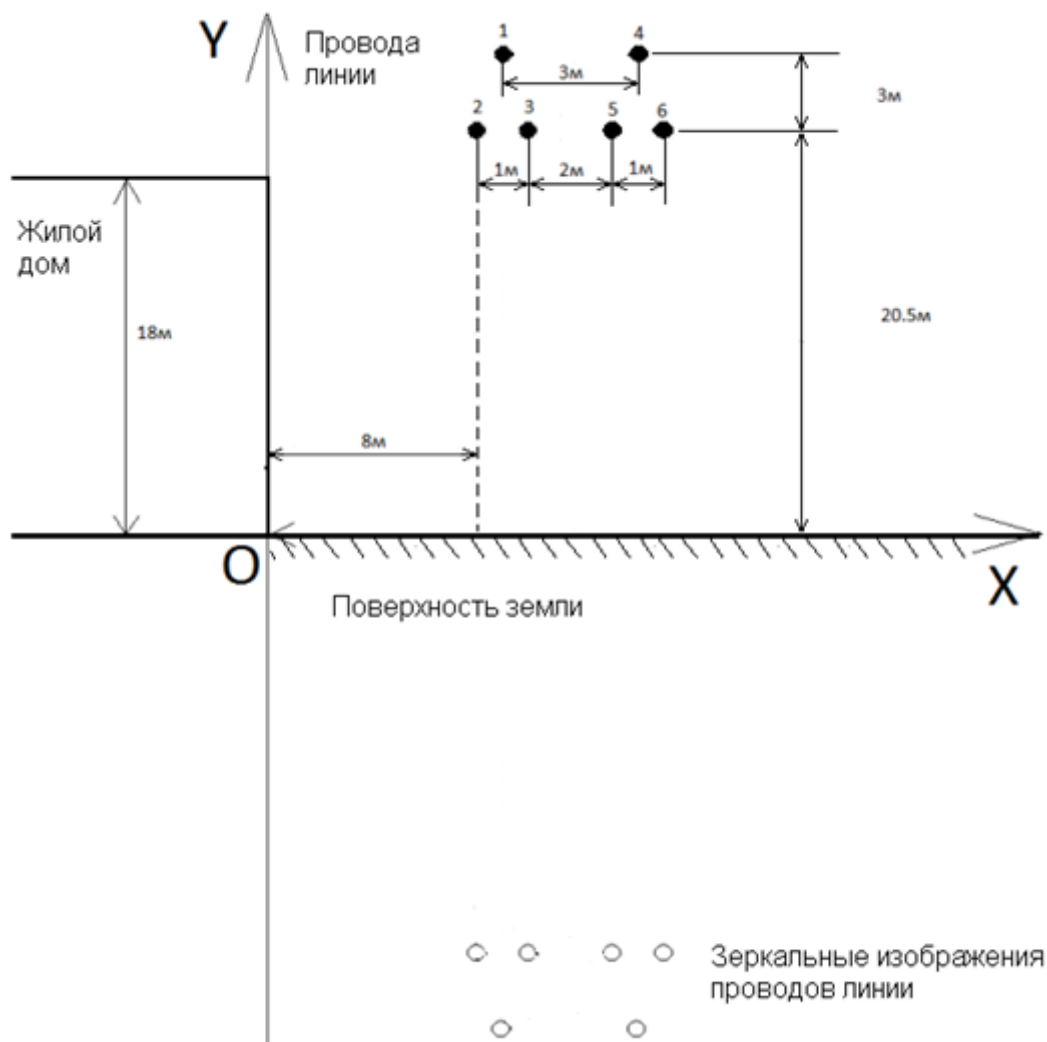 Y
Провода
линии
1
4
3м
3м
2
3
5
6
1м
2м
1м
Жилой
дом
18м
20.5м
8м
O
X
Поверхность земли
Зеркальные изображения
проводов линии